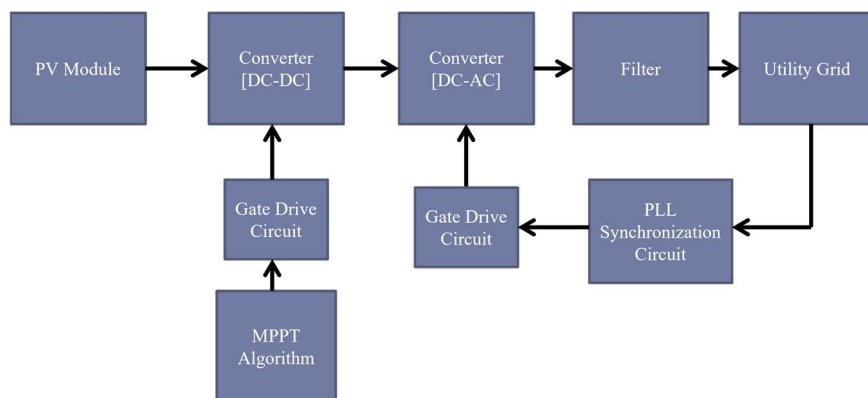 PV Module
Converter
[DC-DC]
Converter
[DC-AC]
Filter
Utility Grid
Gate Drive
Circuit
Gate Drive
Circuit
PLL
Synchronization
Circuit
MPPT
Algorithm